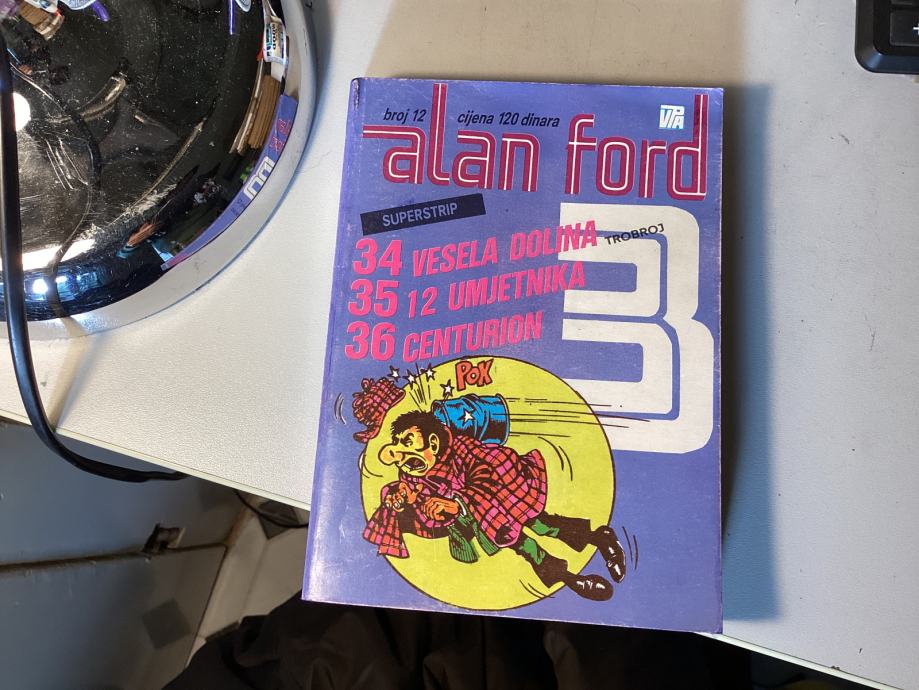 broj 12 cijena 120 dinara
VPA
alan ford
SUPERSTRIP
TROBROJ
3
34 VESELA DOLINA
35 12 UMJETNIKA
36 CENTURION
POK